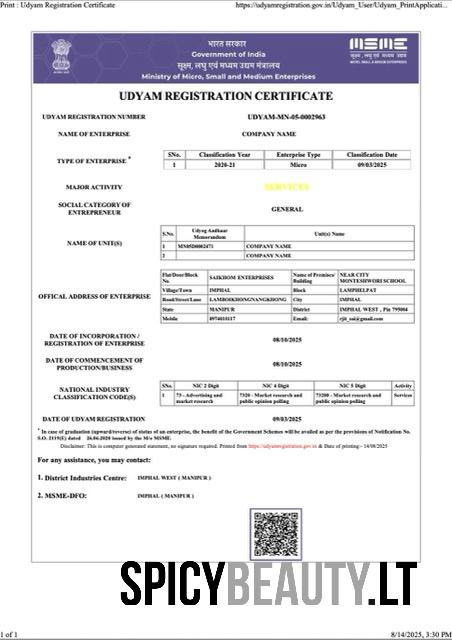 Print : Udyam Registration Certificate https://udyamregistration.gov.in/Udyam_User/Udyam_PrintApplicati...
भारत सरकार
Government of India
सूक्ष्म, लघु एवं मध्यम उद्यम मंत्रालय
Ministry of Micro, Small and Medium Enterprises
MSME
MICRO, SMALL & MEDIUM ENTERPRISES
UDYAM REGISTRATION CERTIFICATE
UDYAM REGISTRATION NUMBER UDYAM-MN-05-0002963
NAME OF ENTERPRISE COMPANY NAME
TYPE OF ENTERPRISE *
SNo. Classification Year Enterprise Type Classification Date
1 2020-21 Micro 09/03/2025
MAJOR ACTIVITY SERVICES
SOCIAL CATEGORY OF
ENTREPRENEUR
GENERAL
NAME OF UNIT(S)
S.No. Udyog Aadhaar
Memorandum Unit(s) Name
1 MN05D0002471 COMPANY NAME
2 COMPANY NAME
OFFICAL ADDRESS OF ENTERPRISE
Flat/Door/Block
No. SAIKHOM ENTERPRISES Name of Premises/
Building NEAR CITY
MONTESHWORI SCHOOL
Village/Town IMPHAL Block LAMPHELPAT
Road/Street/Lane LAMBOIKHONGNANGKHONG City IMPHAL
State MANIPUR District IMPHAL WEST , Pin 795004
Mobile 0974010117 Email: rjit_sai@gmail.com
DATE OF INCORPORATION /
REGISTRATION OF ENTERPRISE
08/10/2025
DATE OF COMMENCEMENT OF
PRODUCTION/BUSINESS
08/10/2025
NATIONAL INDUSTRY
CLASSIFICATION CODE(S)
SNo. NIC 2 Digit NIC 4 Digit NIC 5 Digit Activity
1 73 - Advertising and
market research 7320 - Market research and
public opinion polling 73200 - Market research and
public opinion polling Services
DATE OF UDYAM REGISTRATION 09/03/2025
* In case of graduation (upward/reverse) of status of an enterprise, the benefit of the Government Schemes will be availed as per the provisions of Notification No.
S.O. 2119(E) dated 26.06.2020 issued by the M/o MSME.
Disclaimer: This is computer generated statement, no signature required. Printed from https://udyamregistration.gov.in & Date of printing:- 14/08/2025
For any assistance, you may contact:
1. District Industries Centre: IMPHAL WEST ( MANIPUR )
2. MSME-DFO: IMPHAL ( MANIPUR )
SPICYBEAUTY.LT
1 of 1 8/14/2025, 3:30 PM